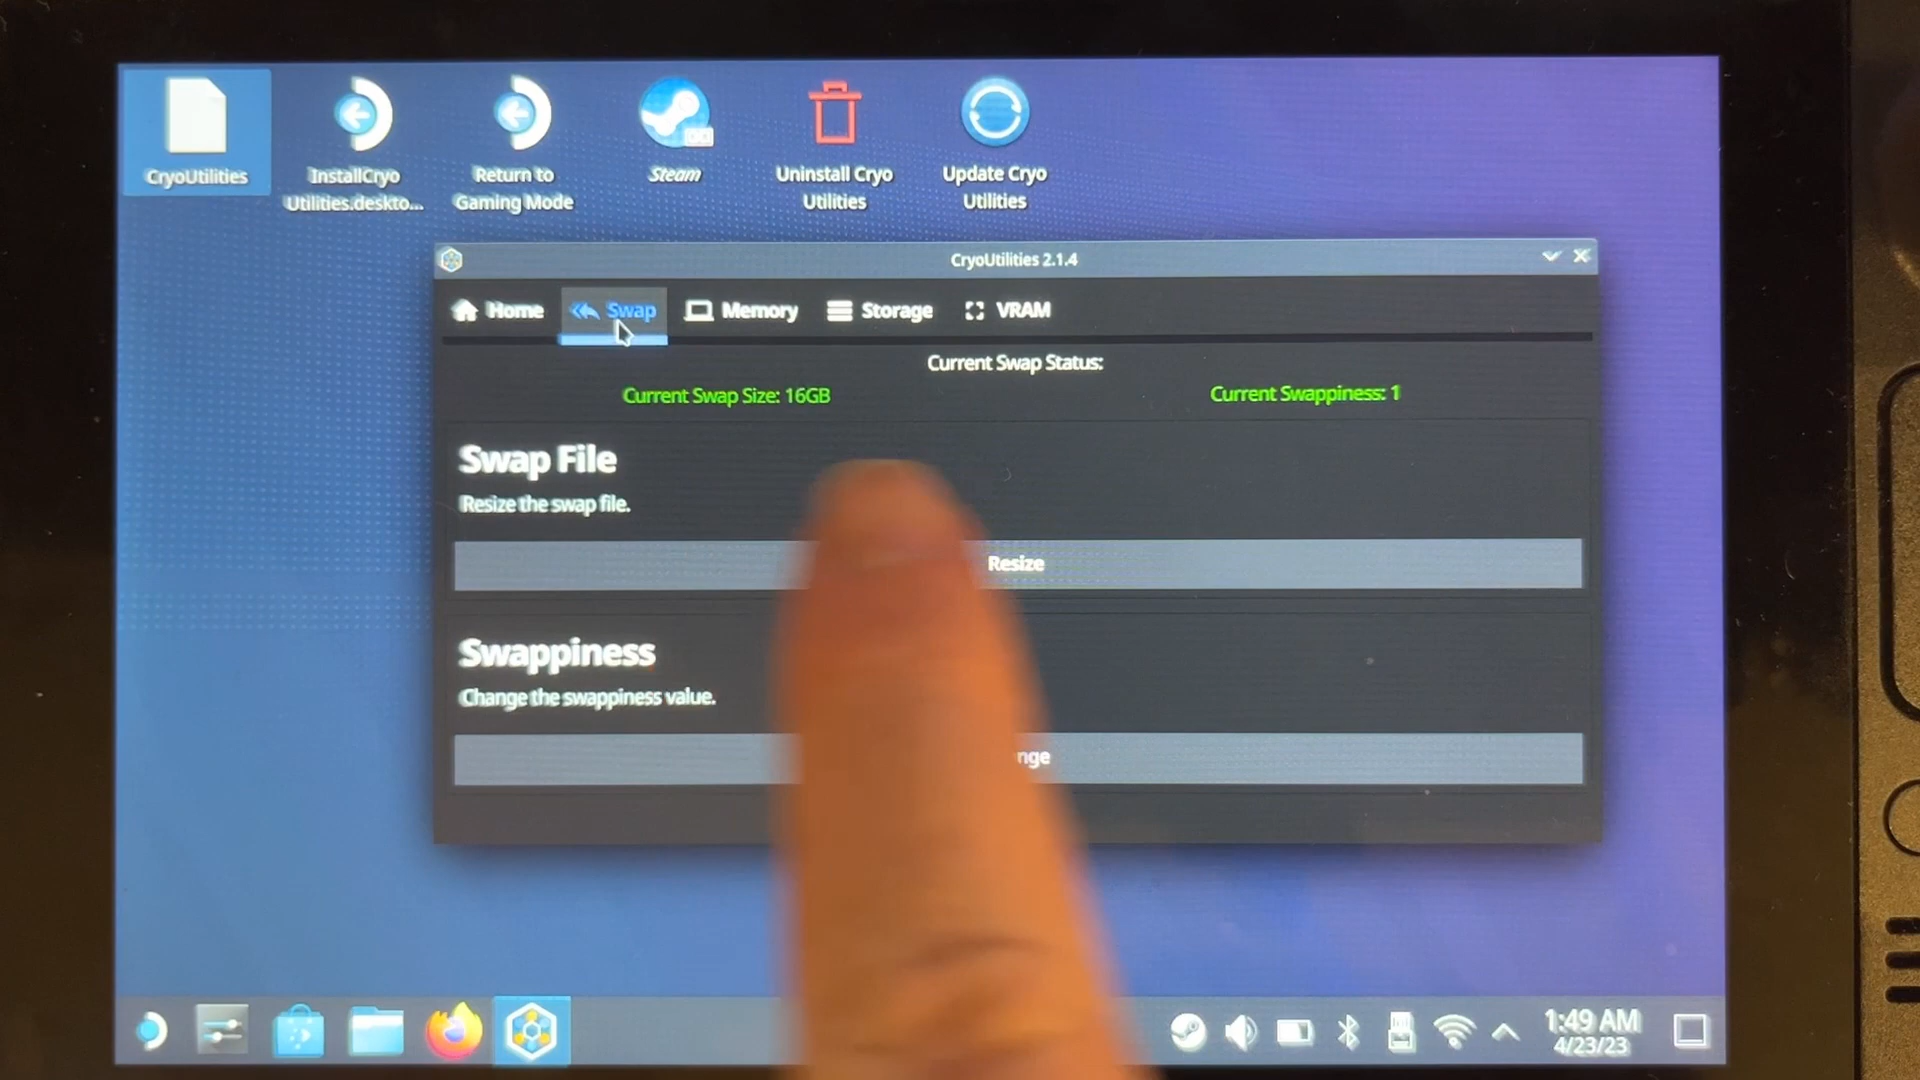 CryoUtilities
InstallCryo
Utilities.deskto...
Return to
Gaming Mode
Steam
Uninstall Cryo
Utilities
Update Cryo
Utilities
CryoUtilities 2.1.4
Home
Swap
Memory
Storage
VRAM
Current Swap Status:
Current Swap Size: 16GB
Current Swappiness: 1
Swap File
Resize the swap file.
Resize
Swappiness
Change the swappiness value.
nge
1:49 AM
4/23/23